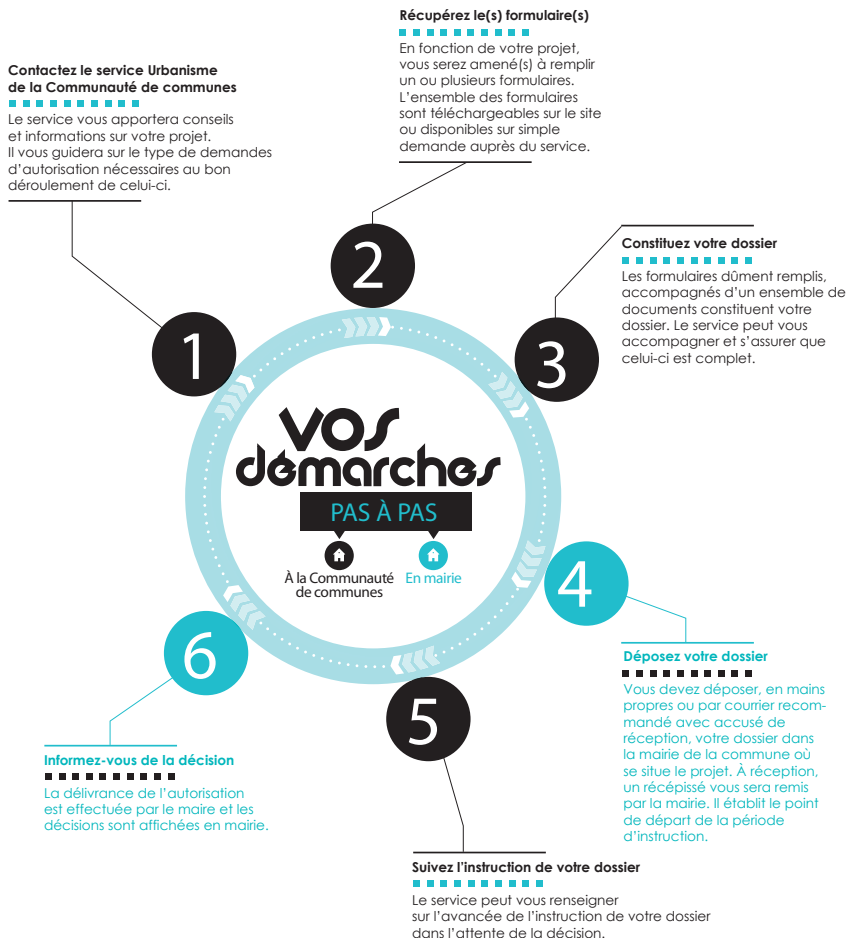 Contactez le service Urbanisme
de la Communauté de communes
Le service vous apportera conseils
et informations sur votre projet.
Il vous guidera sur le type de demandes
d'autorisation nécessaires au bon
déroulement de celui-ci.
1
Récupérez le(s) formulaire(s)
En fonction de votre projet,
vous serez amené(s) à remplir
un ou plusieurs formulaires.
L'ensemble des formulaires
sont téléchargeables sur le site
ou disponibles sur simple
demande auprès du service.
2
Constituez votre dossier
Les formulaires dûment remplis,
accompagnés d'un ensemble de
documents constituent votre
dossier. Le service peut vous
accompagner et s'assurer que
celui-ci est complet.
3
vos
démarches
PAS À PAS
À la Communauté
de communes
En mairie
4
Déposez votre dossier
Vous devez déposer, en mains
propres ou par courrier recom-
mandé avec accusé de
réception, votre dossier dans
la mairie de la commune où
se situe le projet. À réception,
un récépissé vous sera remis
par la mairie. Il établit le point
de départ de la période
d'instruction.
5
Suivez l'instruction de votre dossier
Le service peut vous renseigner
sur l'avancée de l'instruction de votre dossier
dans l'attente de la décision.
6
Informez-vous de la décision
La délivrance de l'autorisation
est effectuée par le maire et les
décisions sont affichées en mairie.